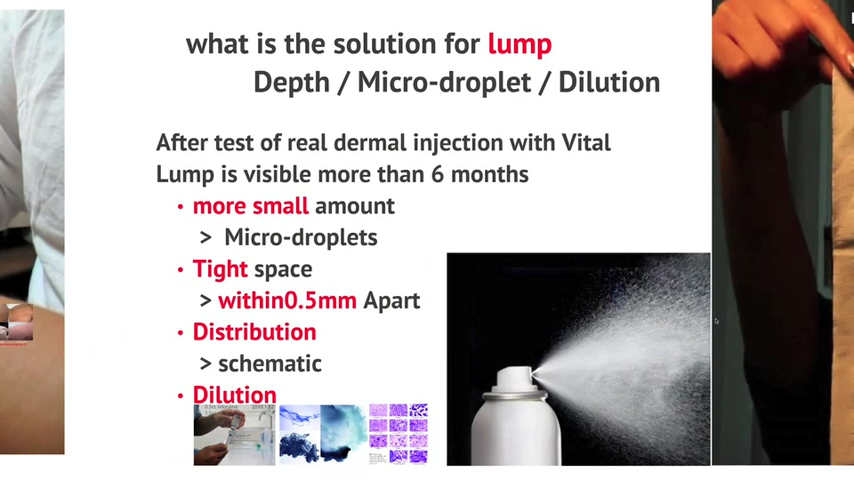 what is the solution for lump
Depth / Micro-droplet / Dilution
After test of real dermal injection with Vital
Lump is visible more than 6 months
• more small amount
> Micro-droplets
• Tight space
> within0.5mm Apart
• Distribution
> schematic
• Dilution